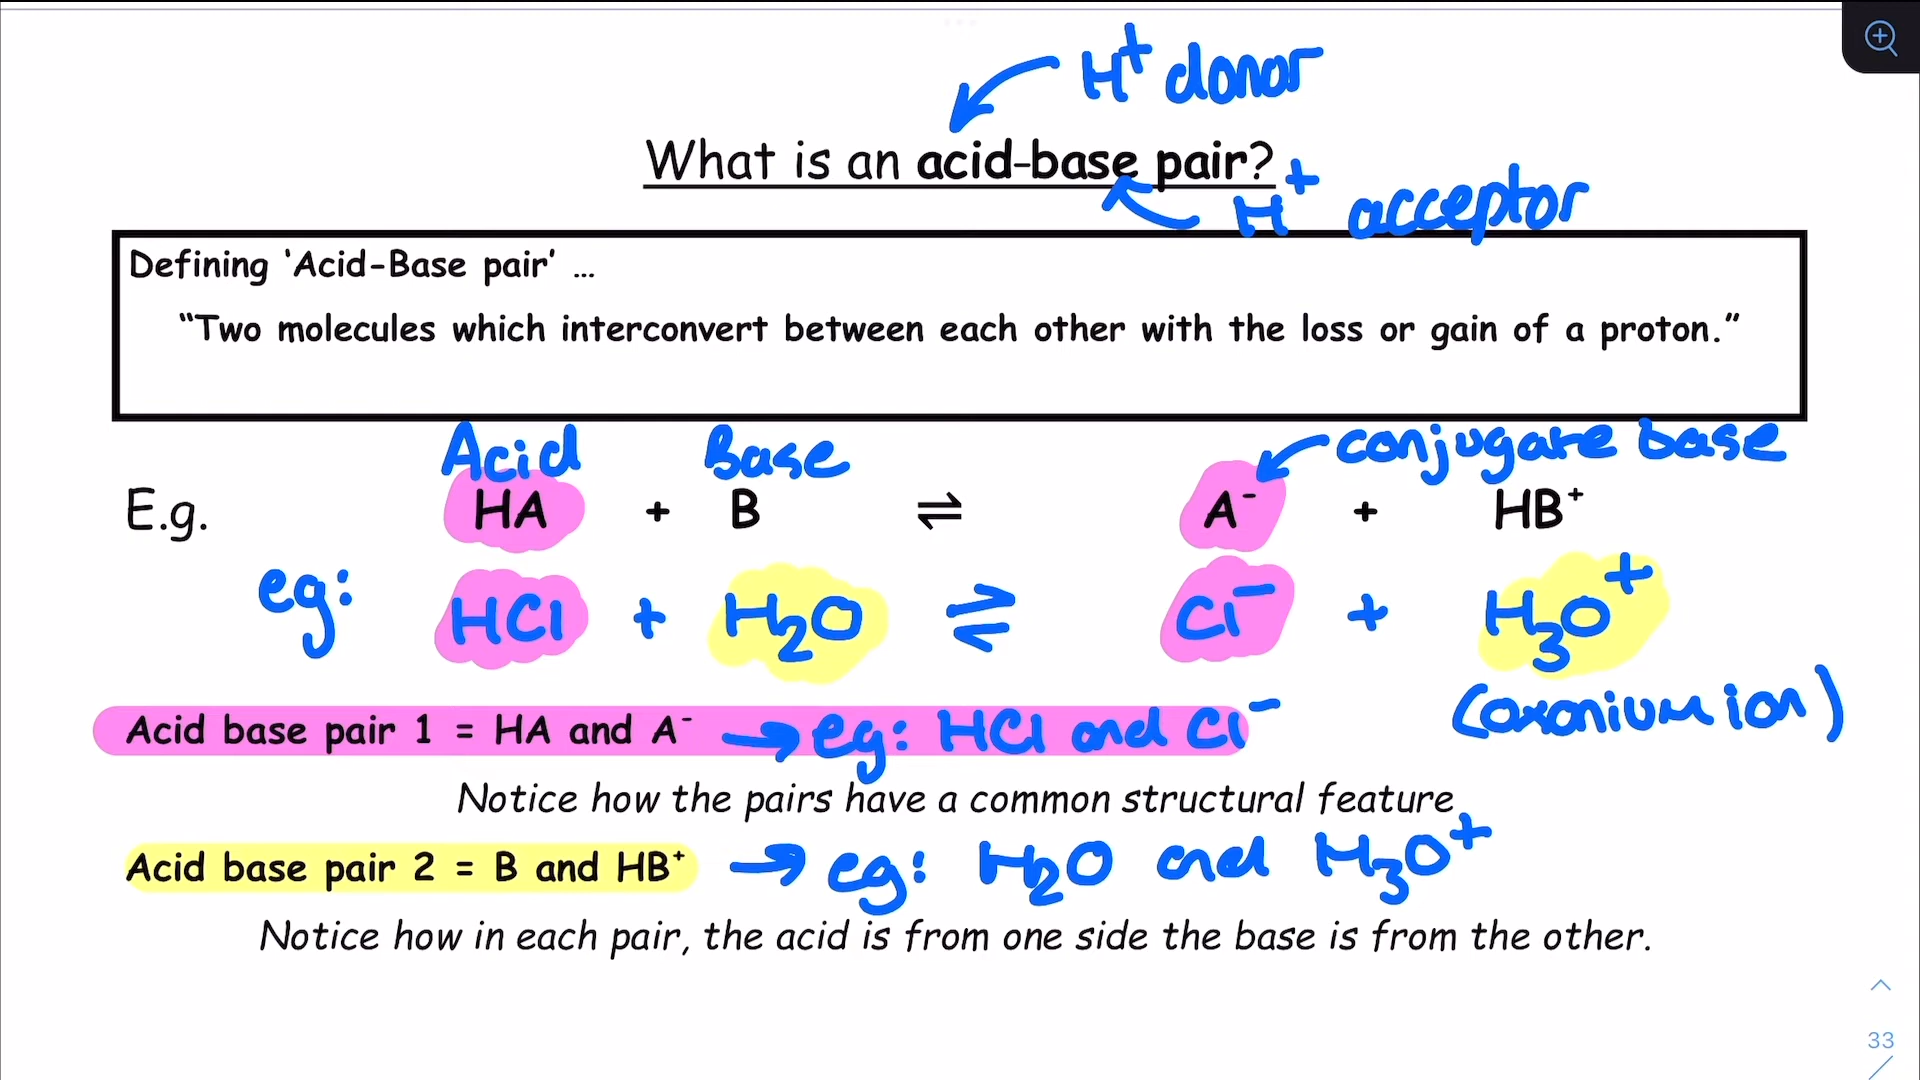 H⁺ donor
What is an acid-base pair?
H⁺ acceptor
Defining ‘Acid-Base pair’ …
“Two molecules which interconvert between each other with the loss or gain of a proton.”
Acid Base conjugate base
E.g. HA + B ⇌ A⁻ + HB⁺
eg: HCl + H₂O ⇌ Cl⁻ + H₃O⁺
(oxonium ion)
Acid base pair 1 = HA and A⁻ → eg: HCl and Cl⁻
Notice how the pairs have a common structural feature
Acid base pair 2 = B and HB⁺ → eg: H₂O and H₃O⁺
Notice how in each pair, the acid is from one side the base is from the other.
33